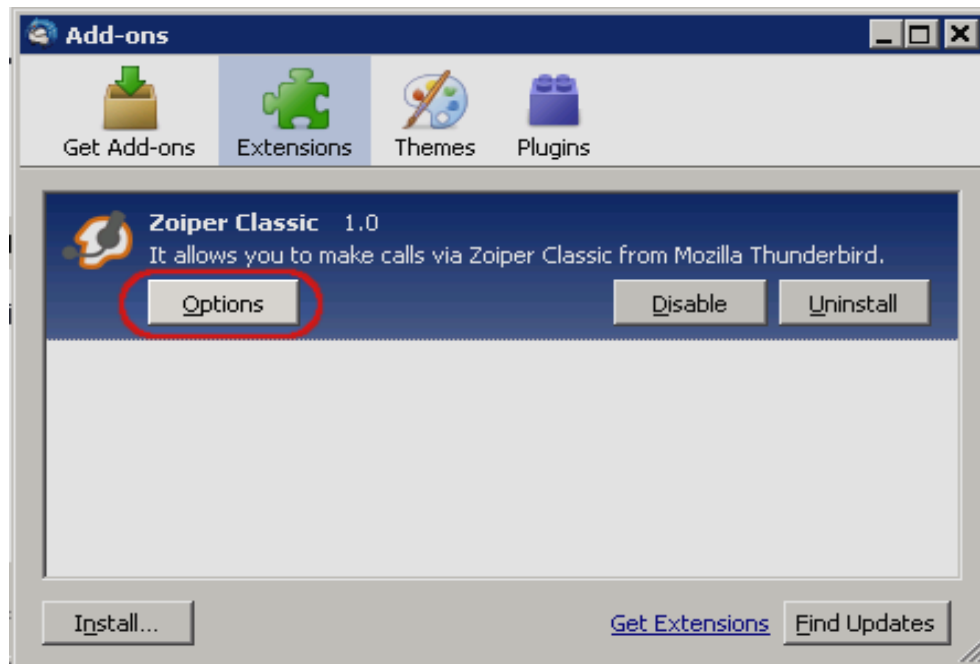 Add-ons
Get Add-ons Extensions Themes Plugins
Zoiper Classic 1.0
It allows you to make calls via Zoiper Classic from Mozilla Thunderbird.
Options Disable Uninstall
Install... Get Extensions Find Updates